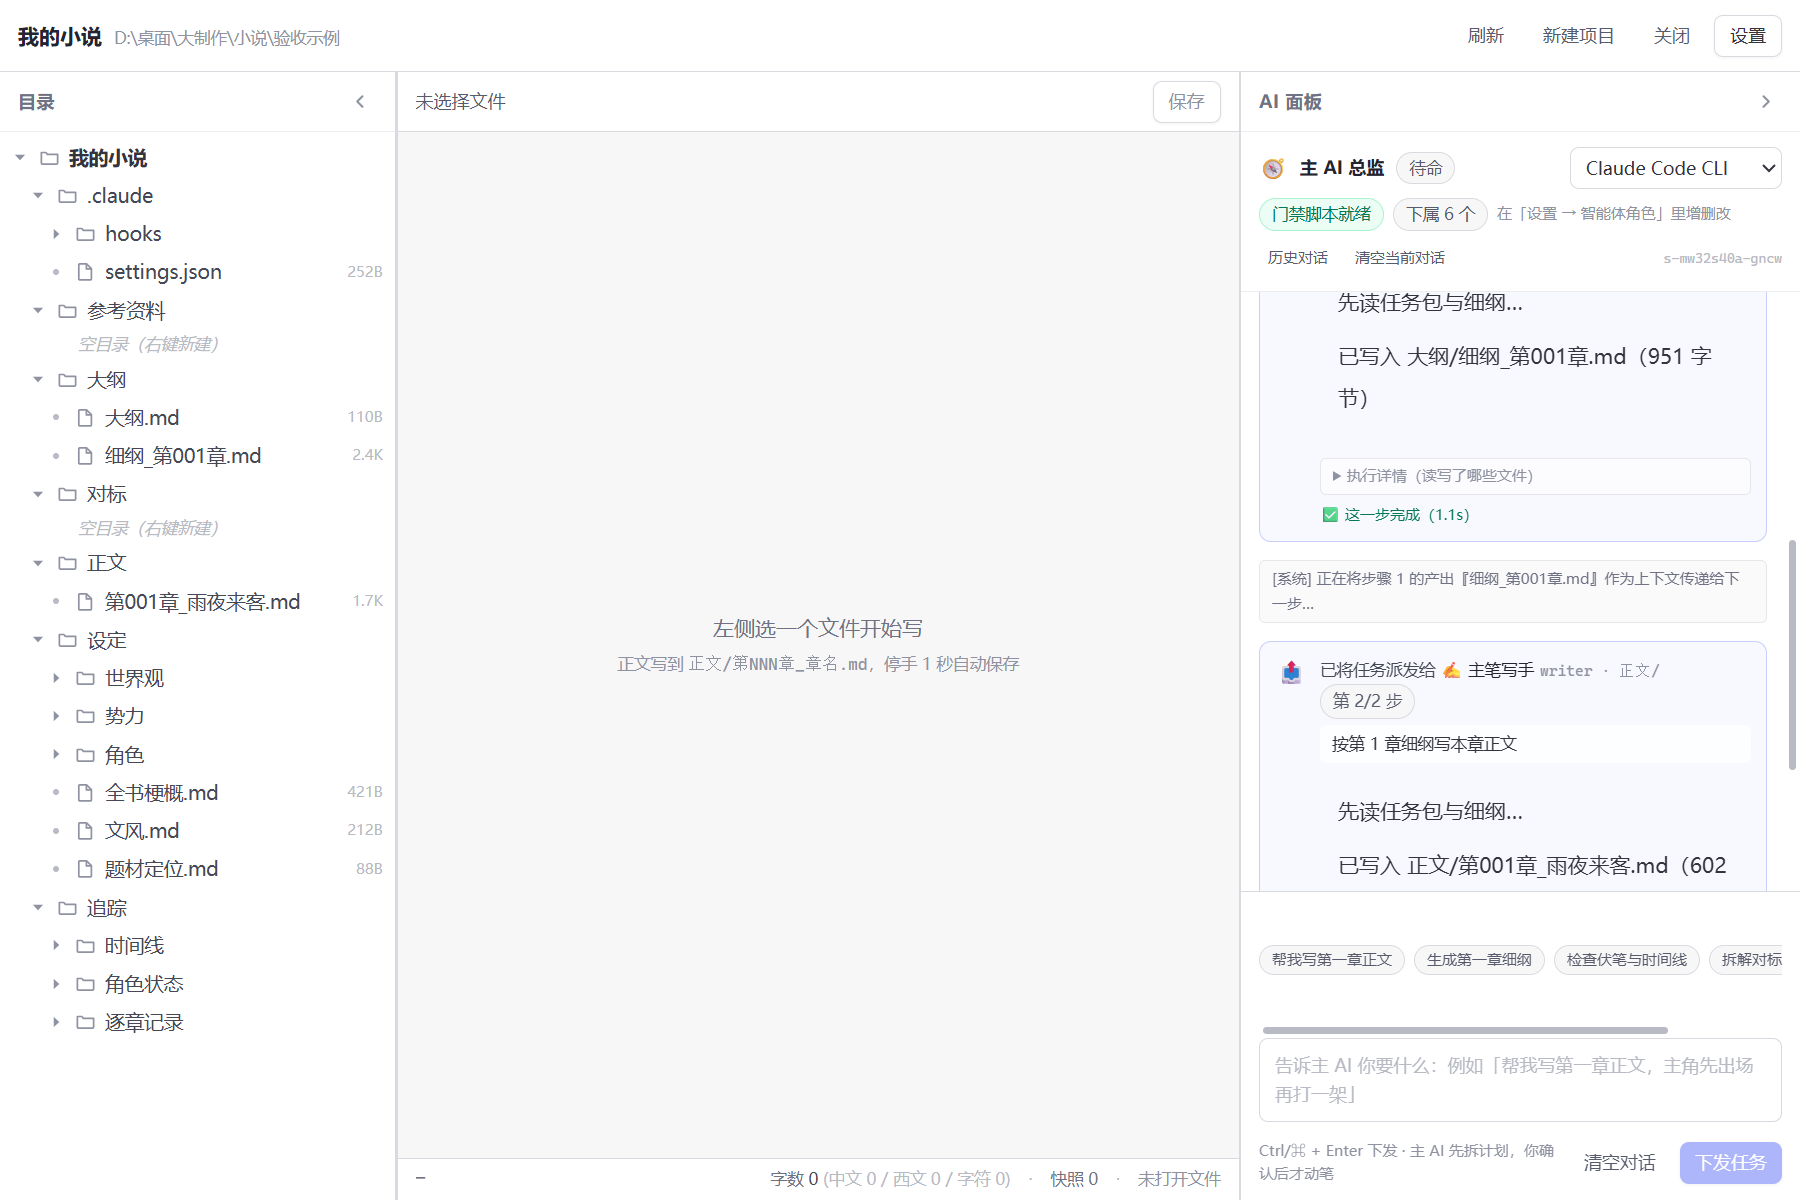 我的小说 D:\桌面\大制作\小说\验收示例
刷新 新建项目 关闭 设置
目录
我的小说
.claude
hooks
settings.json 252B
参考资料
空目录（右键新建）
大纲
大纲.md 110B
细纲_第001章.md 2.4K
对标
空目录（右键新建）
正文
第001章_雨夜来客.md 1.7K
设定
世界观
势力
角色
全书梗概.md 421B
文风.md 212B
题材定位.md 88B
追踪
时间线
角色状态
逐章记录
未选择文件 保存
左侧选一个文件开始写
正文写到 正文/第NNN章_章名.md，停手 1 秒自动保存
字数 0 (中文 0 / 西文 0 / 字符 0) · 快照 0 · 未打开文件
AI 面板
主 AI 总监 待命 Claude Code CLI
门禁脚本就绪 下属 6 个 在「设置 → 智能体角色」里增删改
历史对话 清空当前对话 s-mw32s40a-gncw
先读任务包与细纲...
已写入 大纲/细纲_第001章.md（951 字
节）
执行详情（读写了哪些文件）
这一步完成（1.1s）
[系统] 正在将步骤 1 的产出『细纲_第001章.md』作为上下文传递给下
一步...
已将任务派发给 主笔写手 writer · 正文/
第 2/2 步
按第 1 章细纲写本章正文
先读任务包与细纲...
已写入 正文/第001章_雨夜来客.md（602
帮我写第一章正文 生成第一章细纲 检查伏笔与时间线 拆解对标
告诉主 AI 你要什么：例如「帮我写第一章正文，主角先出场
再打一架」
Ctrl/⌘ + Enter 下发 · 主 AI 先拆计划，你确
认后才动笔
清空对话 下发任务